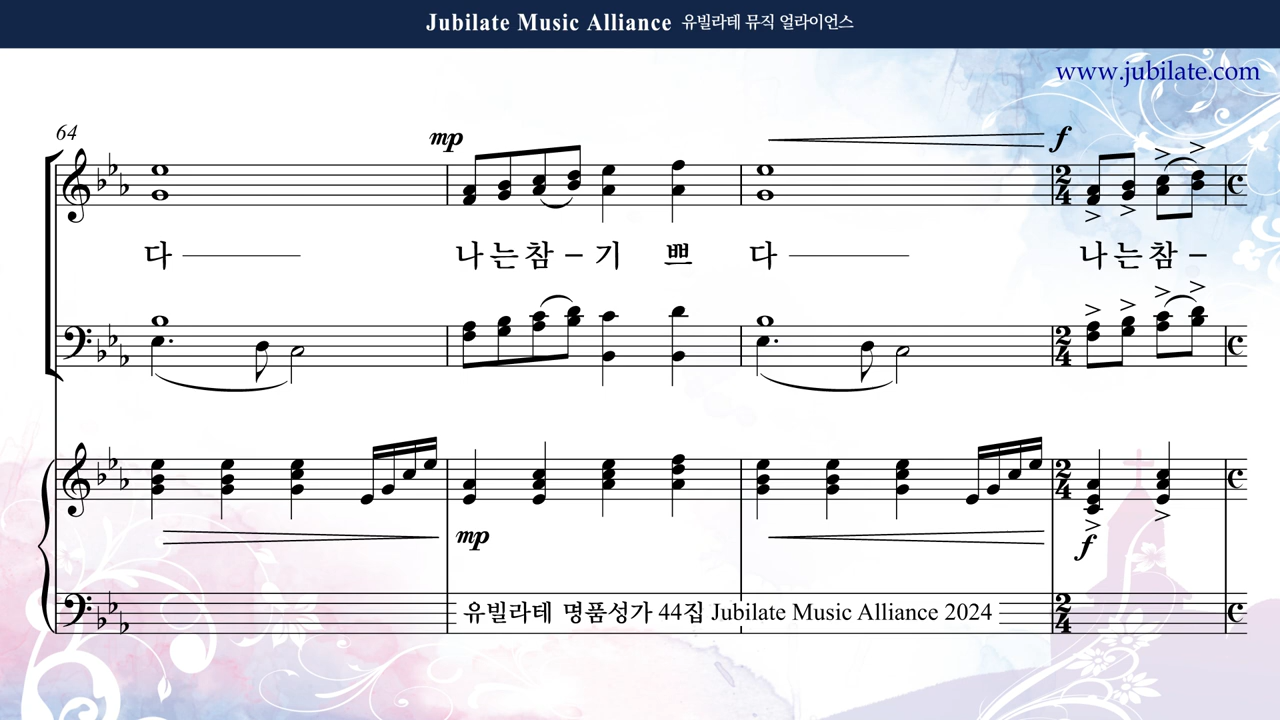 Jubilate Music Alliance 유빌라테 뮤직 얼라이언스
www.jubilate.com
64
mp f
다 나는참-기 쁘 다 나는참-
mp f
유빌라테 명품성가 44집 Jubilate Music Alliance 2024